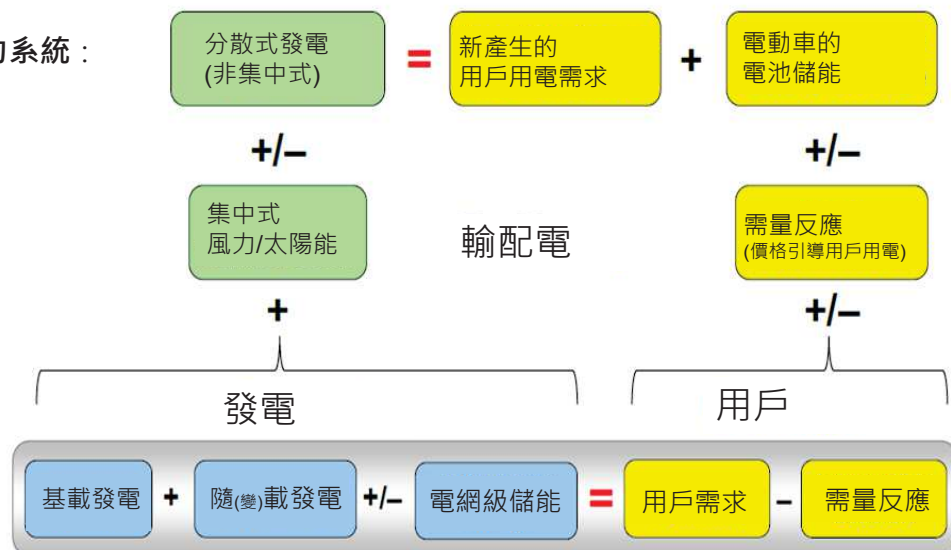 系統：
分散式發電
(非集中式)
=
新產生的
用戶用電需求
+
電動車的
電池儲能
+/–
+/–
集中式
風力/太陽能
輸配電
需量反應
(價格引導用戶用電)
+
+/–
發電
用戶
基載發電 + 隨(變)載發電 +/– 電網級儲能 = 用戶需求 – 需量反應